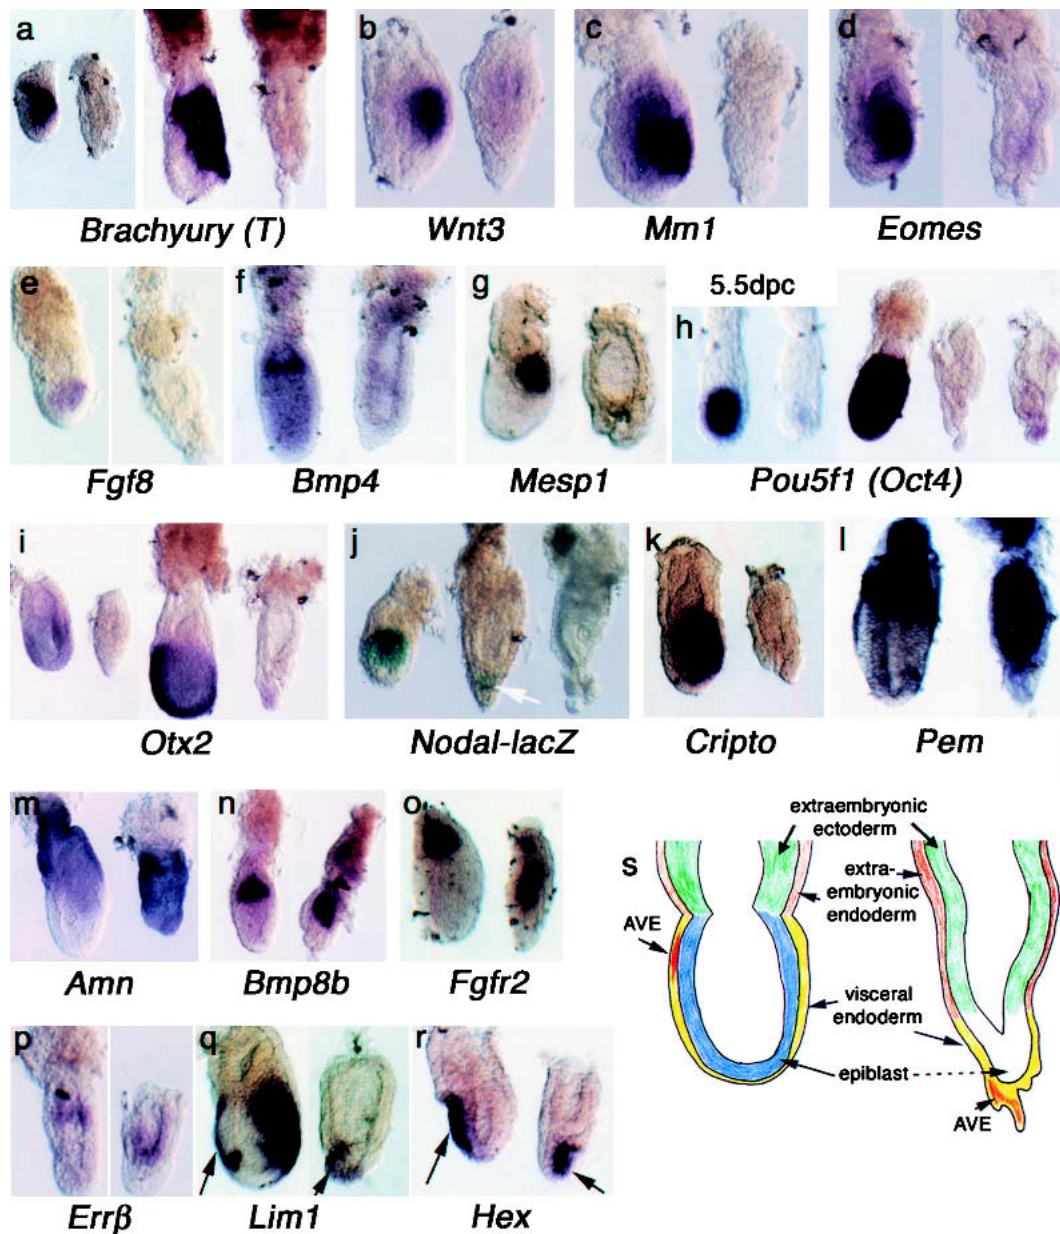 a
b
c
d
Brachyury (T)
Wnt3
Mm1
Eomes
e
f
g
5.5dpc
h
Fgf8
Bmp4
Mesp1
Pou5f1 (Oct4)
i
j
k
l
Otx2
Nodal-lacZ
Cripto
Pem
m
n
o
Amn
Bmp8b
Fgfr2
p
q
r
Errβ
Lim1
Hex
s
extraembryonic
ectoderm
extra-
embryonic
endoderm
AVE
visceral
endoderm
epiblast
AVE